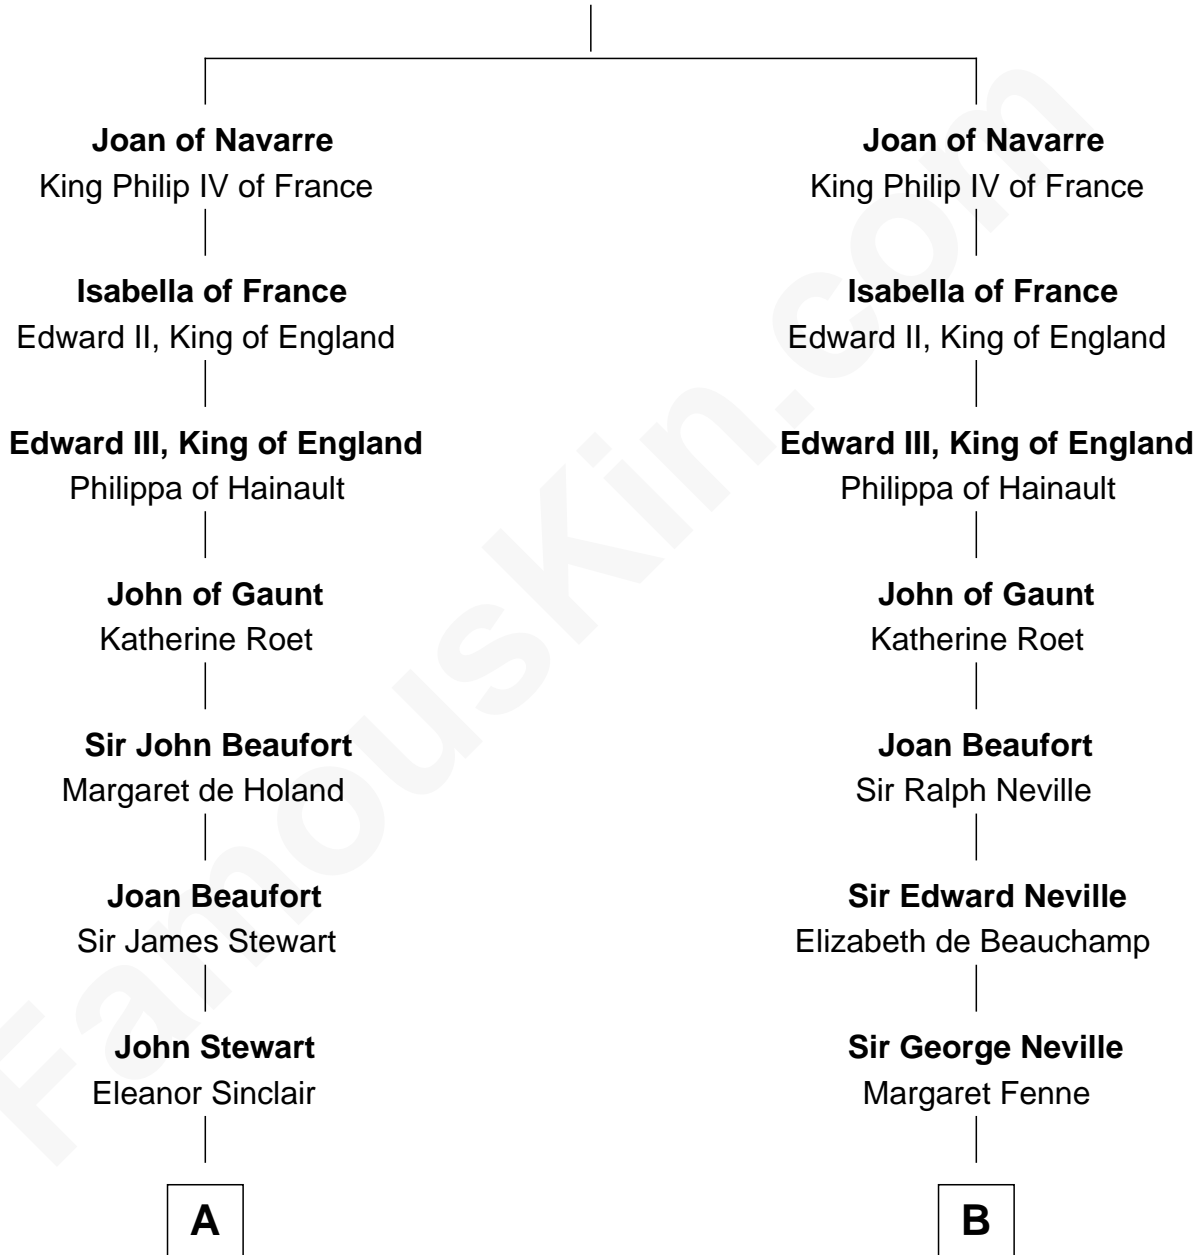 Joan of Navarre
King Philip IV of France
Isabella of France
Edward II, King of England
Edward III, King of England
Philippa of Hainault
John of Gaunt
Katherine Roet
Sir John Beaufort
Margaret de Holand
Joan Beaufort
Sir James Stewart
John Stewart
Eleanor Sinclair
A
Joan of Navarre
King Philip IV of France
Isabella of France
Edward II, King of England
Edward III, King of England
Philippa of Hainault
John of Gaunt
Katherine Roet
Joan Beaufort
Sir Ralph Neville
Sir Edward Neville
Elizabeth de Beauchamp
Sir George Neville
Margaret Fenne
B
FamousKin.com